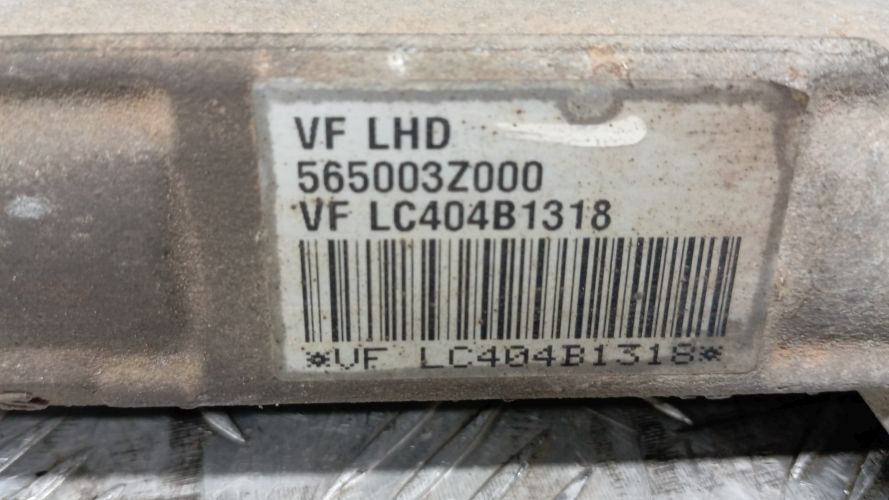 VF LHD
565003Z000
VF LC404B1318
*VF LC404B1318*